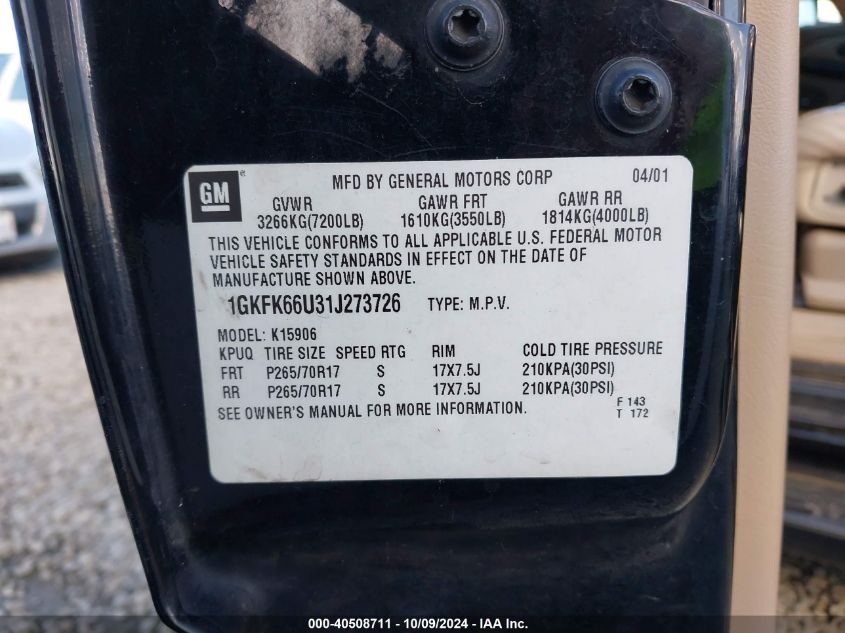 GM ® MFD BY GENERAL MOTORS CORP 04/01
GVWR GAWR FRT GAWR RR
3266KG(7200LB) 1610KG(3550LB) 1814KG(4000LB)
THIS VEHICLE CONFORMS TO ALL APPLICABLE U.S. FEDERAL MOTOR
VEHICLE SAFETY STANDARDS IN EFFECT ON THE DATE OF
MANUFACTURE SHOWN ABOVE.
1GKFK66U31J273726 TYPE: M.P.V.
MODEL: K15906
KPUQ TIRE SIZE SPEED RTG RIM COLD TIRE PRESSURE
FRT P265/70R17 S 17X7.5J 210KPA(30PSI)
RR P265/70R17 S 17X7.5J 210KPA(30PSI)
SEE OWNER'S MANUAL FOR MORE INFORMATION. F 143
T 172
000-40508711 - 10/09/2024 - IAA Inc.